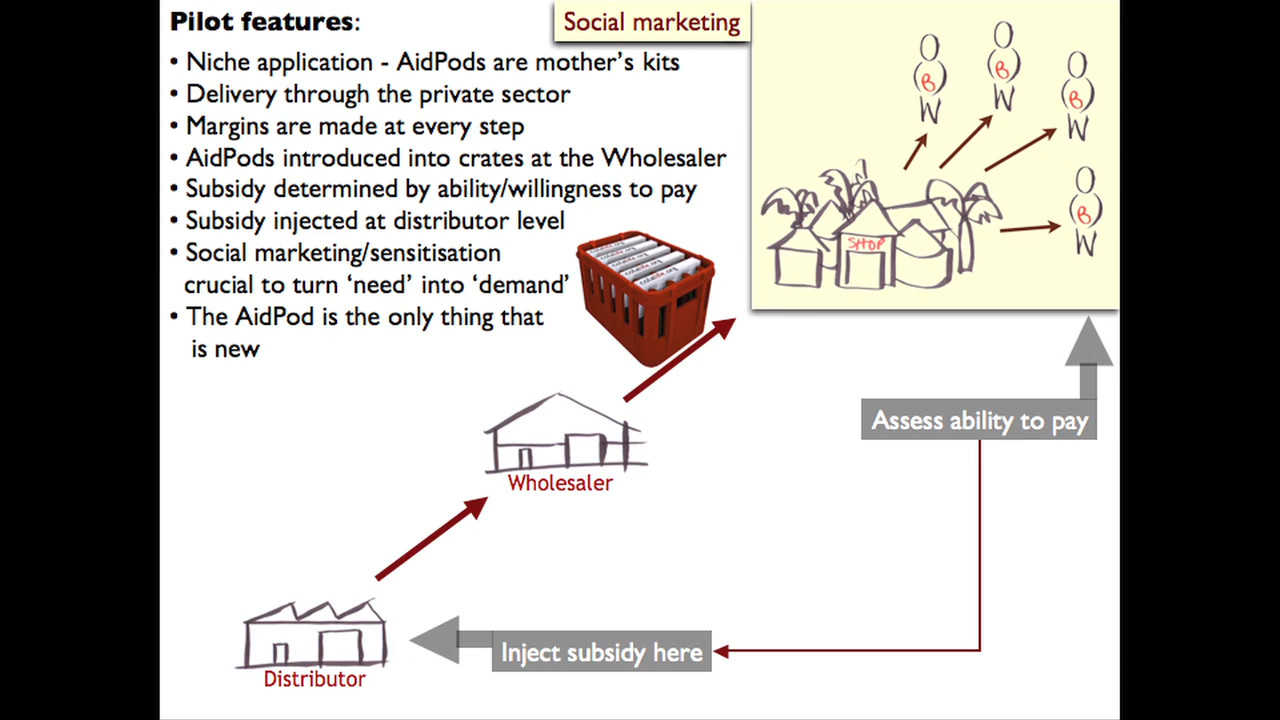 Pilot features:
• Niche application - AidPods are mother's kits
• Delivery through the private sector
• Margins are made at every step
• AidPods introduced into crates at the Wholesaler
• Subsidy determined by ability/willingness to pay
• Subsidy injected at distributor level
• Social marketing/sensitisation
crucial to turn ‘need’ into ‘demand’
• The AidPod is the only thing that
is new
Social marketing
B
B
B
B
SHOP
Assess ability to pay
Wholesaler
Inject subsidy here
Distributor